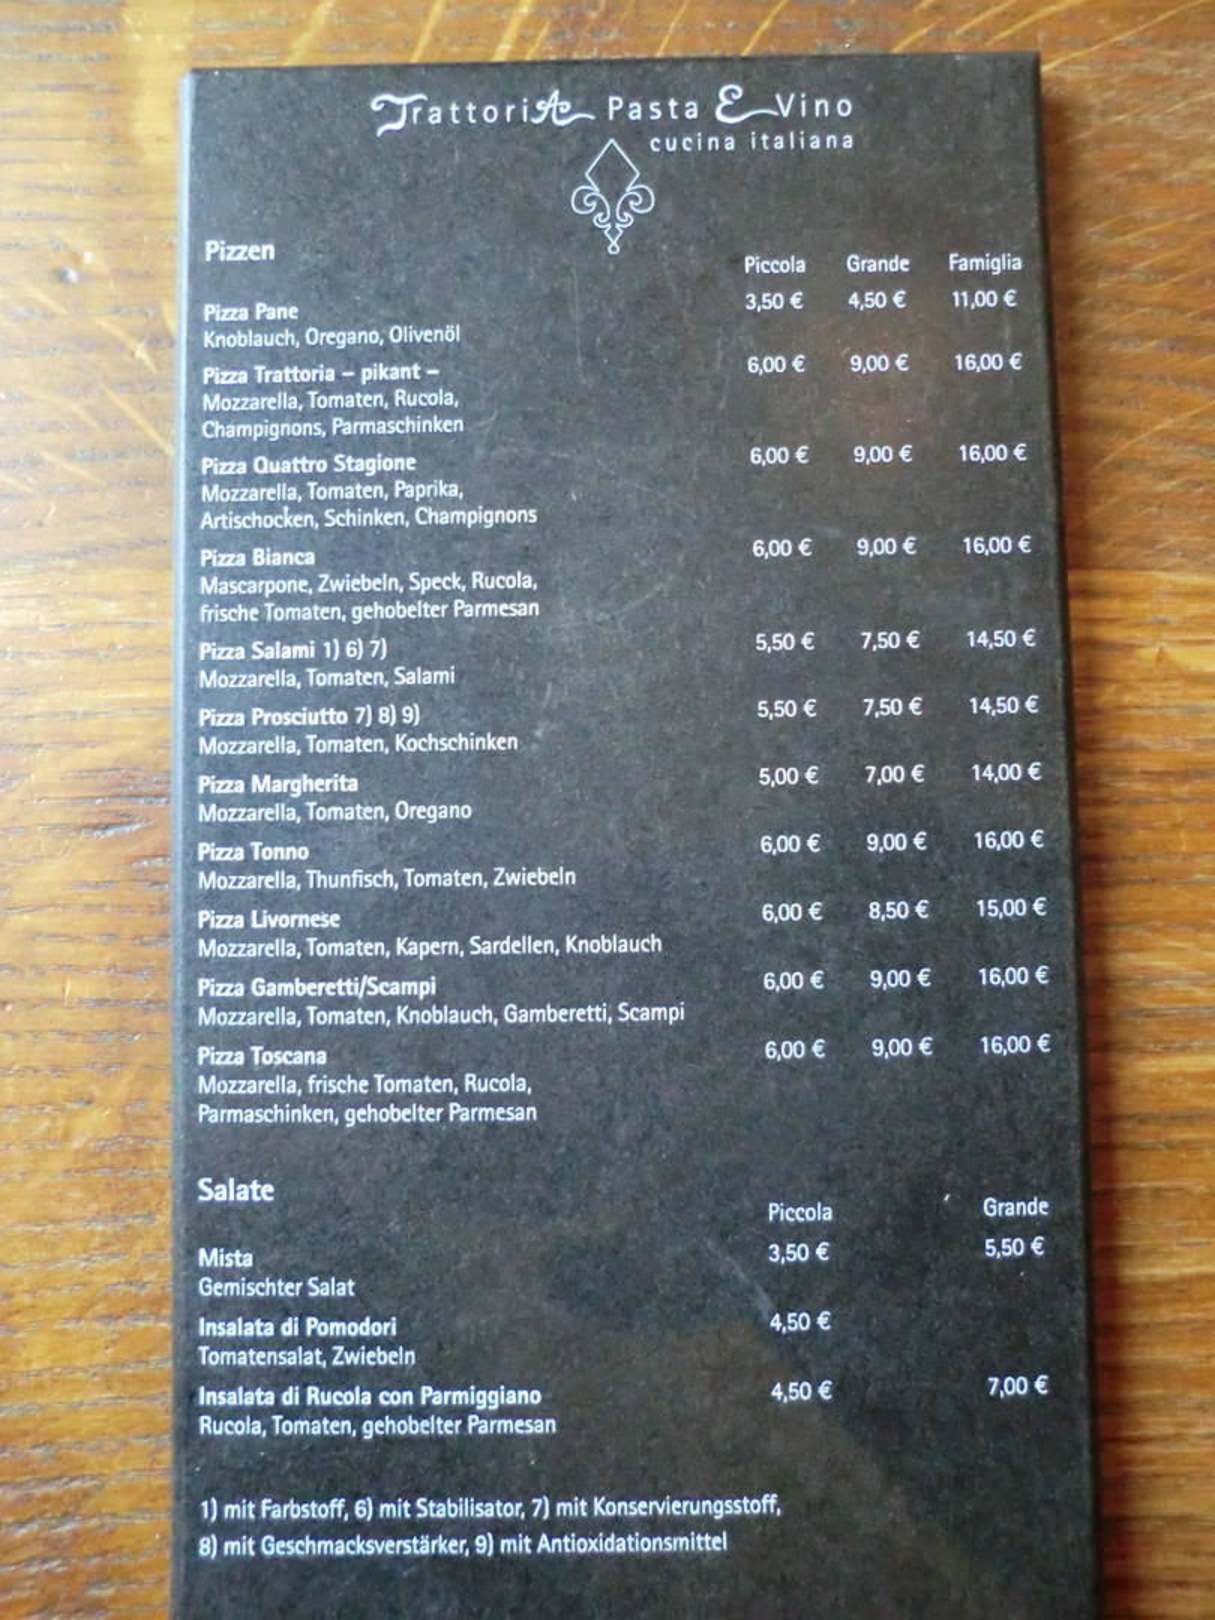 TrattoriA Pasta E Vino
cucina italiana
Pizzen
Piccola Grande Famiglia
Pizza Pane 3,50 € 4,50 € 11,00 €
Knoblauch, Oregano, Olivenöl
Pizza Trattoria – pikant – 6,00 € 9,00 € 16,00 €
Mozzarella, Tomaten, Rucola,
Champignons, Parmaschinken
Pizza Quattro Stagione 6,00 € 9,00 € 16,00 €
Mozzarella, Tomaten, Paprika,
Artischocken, Schinken, Champignons
Pizza Bianca 6,00 € 9,00 € 16,00 €
Mascarpone, Zwiebeln, Speck, Rucola,
frische Tomaten, gehobelter Parmesan
Pizza Salami 1) 6) 7) 5,50 € 7,50 € 14,50 €
Mozzarella, Tomaten, Salami
Pizza Prosciutto 7) 8) 9) 5,50 € 7,50 € 14,50 €
Mozzarella, Tomaten, Kochschinken
Pizza Margherita 5,00 € 7,00 € 14,00 €
Mozzarella, Tomaten, Oregano
Pizza Tonno 6,00 € 9,00 € 16,00 €
Mozzarella, Thunfisch, Tomaten, Zwiebeln
Pizza Livornese 6,00 € 8,50 € 15,00 €
Mozzarella, Tomaten, Kapern, Sardellen, Knoblauch
Pizza Gamberetti/Scampi 6,00 € 9,00 € 16,00 €
Mozzarella, Tomaten, Knoblauch, Gamberetti, Scampi
Pizza Toscana 6,00 € 9,00 € 16,00 €
Mozzarella, frische Tomaten, Rucola,
Parmaschinken, gehobelter Parmesan
Salate
Piccola Grande
Mista 3,50 € 5,50 €
Gemischter Salat
Insalata di Pomodori 4,50 €
Tomatensalat, Zwiebeln
Insalata di Rucola con Parmiggiano 4,50 € 7,00 €
Rucola, Tomaten, gehobelter Parmesan
1) mit Farbstoff, 6) mit Stabilisator, 7) mit Konservierungsstoff,
8) mit Geschmacksverstärker, 9) mit Antioxidationsmittel